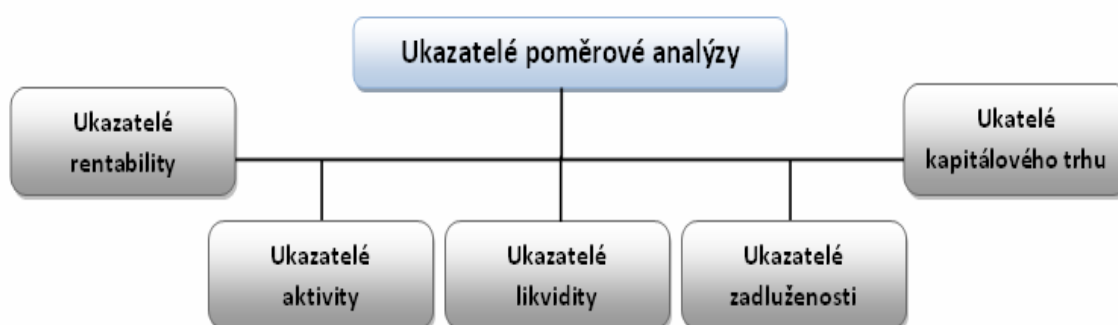 Ukazatelé poměrové analýzy
Ukazatelé
rentability
Ukatelé
kapitálového trhu
Ukazatelé
aktivity
Ukazatelé
likvidity
Ukazatelé
zadluženosti